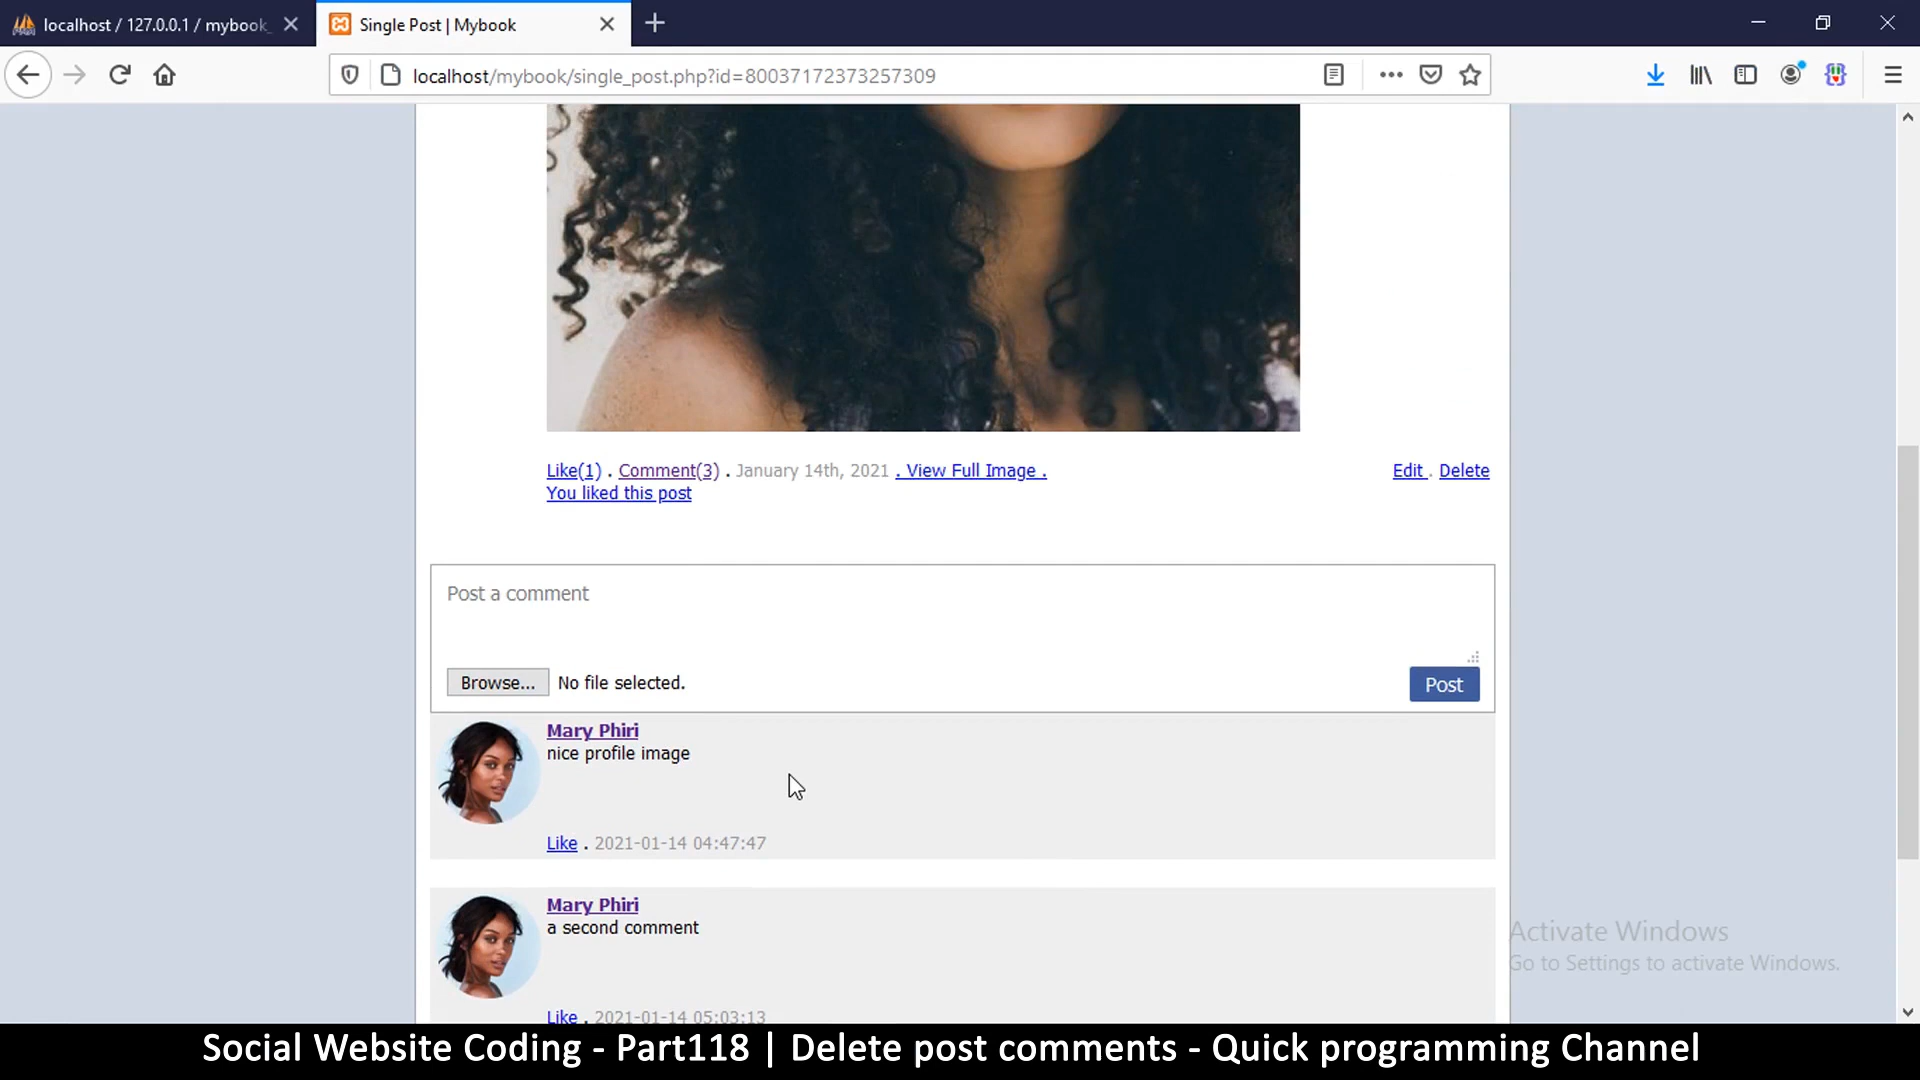 localhost / 127.0.0.1 / mybook_
Single Post | Mybook
localhost/mybook/single_post.php?id=80037172373257309
Like(1) . Comment(3) . January 14th, 2021 . View Full Image .
Edit . Delete
You liked this post
Post a comment
Browse... No file selected.
Post
Mary Phiri
nice profile image
Like . 2021-01-14 04:47:47
Mary Phiri
a second comment
Like . 2021-01-14 05:03:13
Activate Windows
Go to Settings to activate Windows.
Social Website Coding - Part118 | Delete post comments - Quick programming Channel